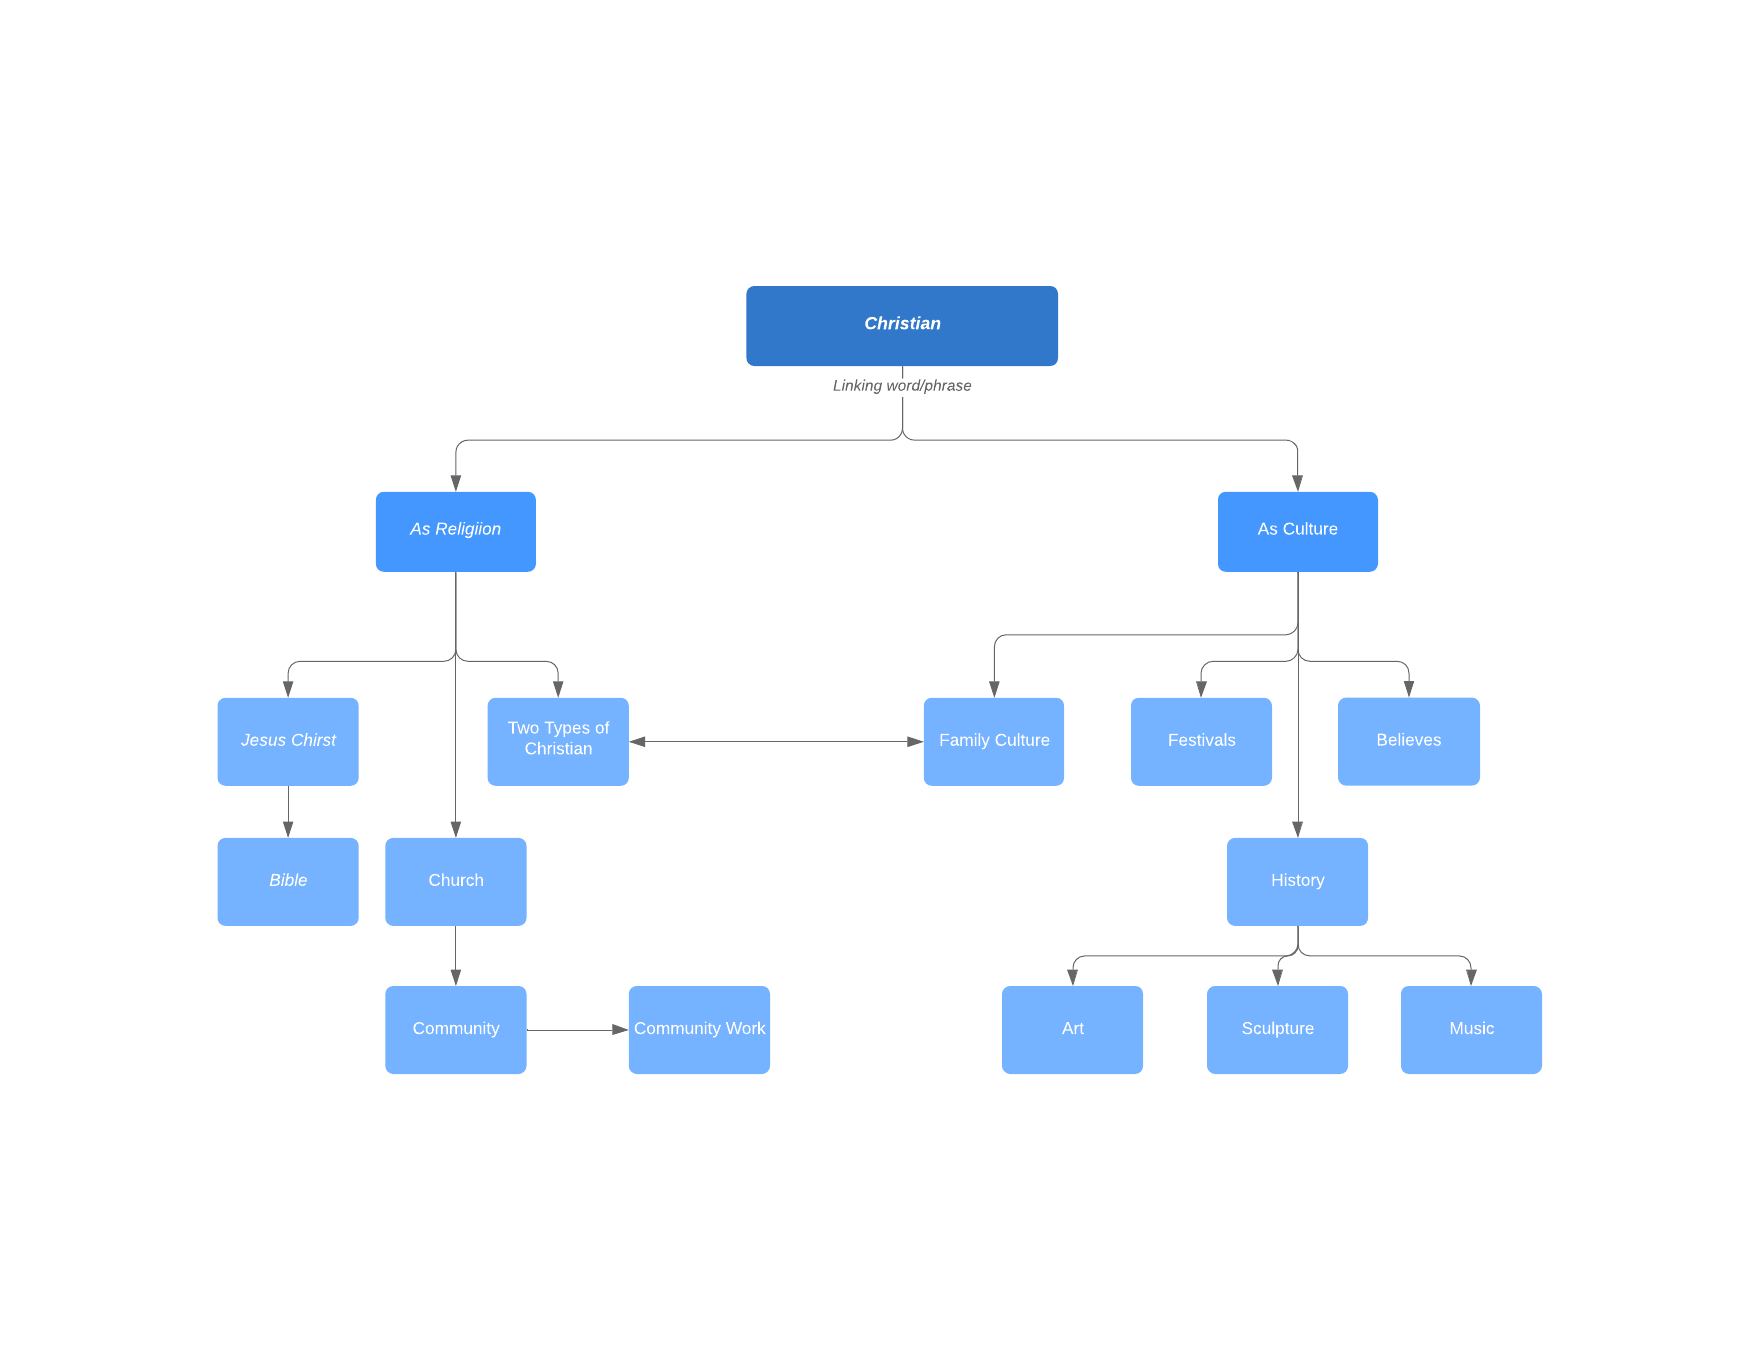 Christian
Linking word/phrase
As Religiion
As Culture
Jesus Chirst
Two Types of
Christian
Family Culture
Festivals
Believes
Bible
Church
History
Community
Community Work
Art
Sculpture
Music